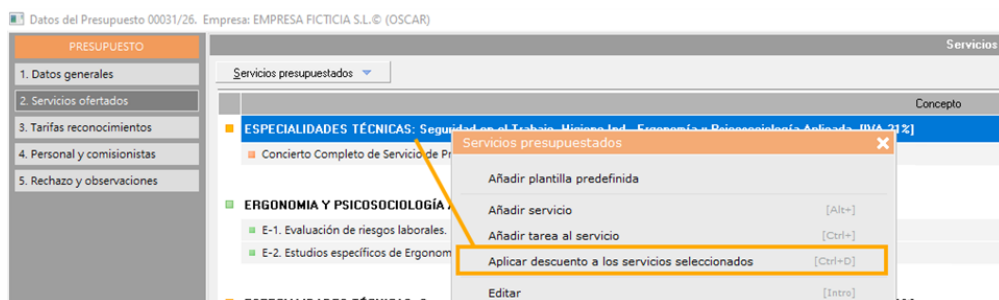 Datos del Presupuesto 00031/26. Empresa: EMPRESA FICTICIA S.L.© (OSCAR)
PRESUPUESTO
Servicios
1. Datos generales
Servicios presupuestados
2. Servicios ofertados
Concepto
3. Tarifas reconocimientos
ESPECIALIDADES TÉCNICAS: Seguridad en el Trabajo, Higiene Ind., Ergonomía y Psicosociología Aplicada. [IVA 21%]
Servicios presupuestados
4. Personal y comisionistas
Concierto Completo de Servicio de
5. Rechazo y observaciones
Añadir plantilla predefinida
ERGONOMIA Y PSICOSOCIOLOGÍA
Añadir servicio [Alt+]
E-1. Evaluación de riesgos laborales.
Añadir tarea al servicio [Ctrl+]
E-2. Estudios específicos de
Aplicar descuento a los servicios seleccionados [Ctrl+D]
Editar [Intro]